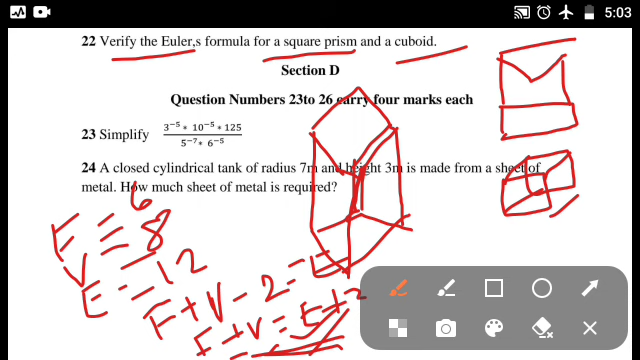 5:03
22 Verify the Euler,s formula for a square prism and a cuboid.
Section D
Question Numbers 23to 26 carry four marks each
23 Simplify 3⁻⁵* 10⁻⁵*125 / 5⁻⁷* 6⁻⁵
24 A closed cylindrical tank of radius 7m and height 3m is made from a sheet of
metal. How much sheet of metal is required?
F = 6
V = 8
E = 12
F+V-2=E
F+V=E+2